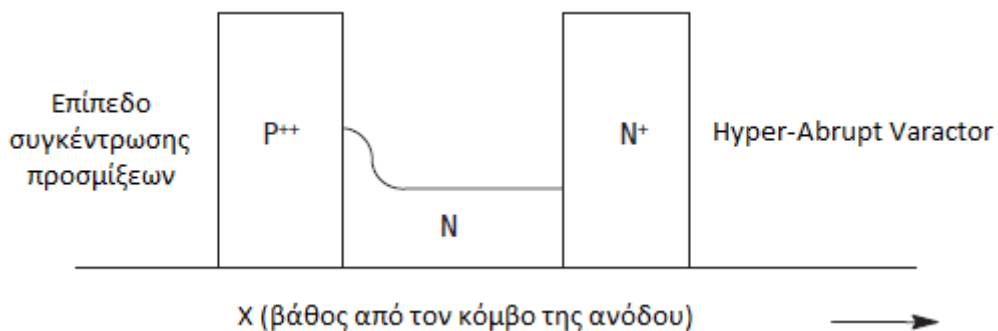 Επίπεδο
συγκέντρωσης
προσμίξεων
P++
N
N+
Hyper-Abrupt Varactor
X (βάθος από τον κόμβο της ανόδου)